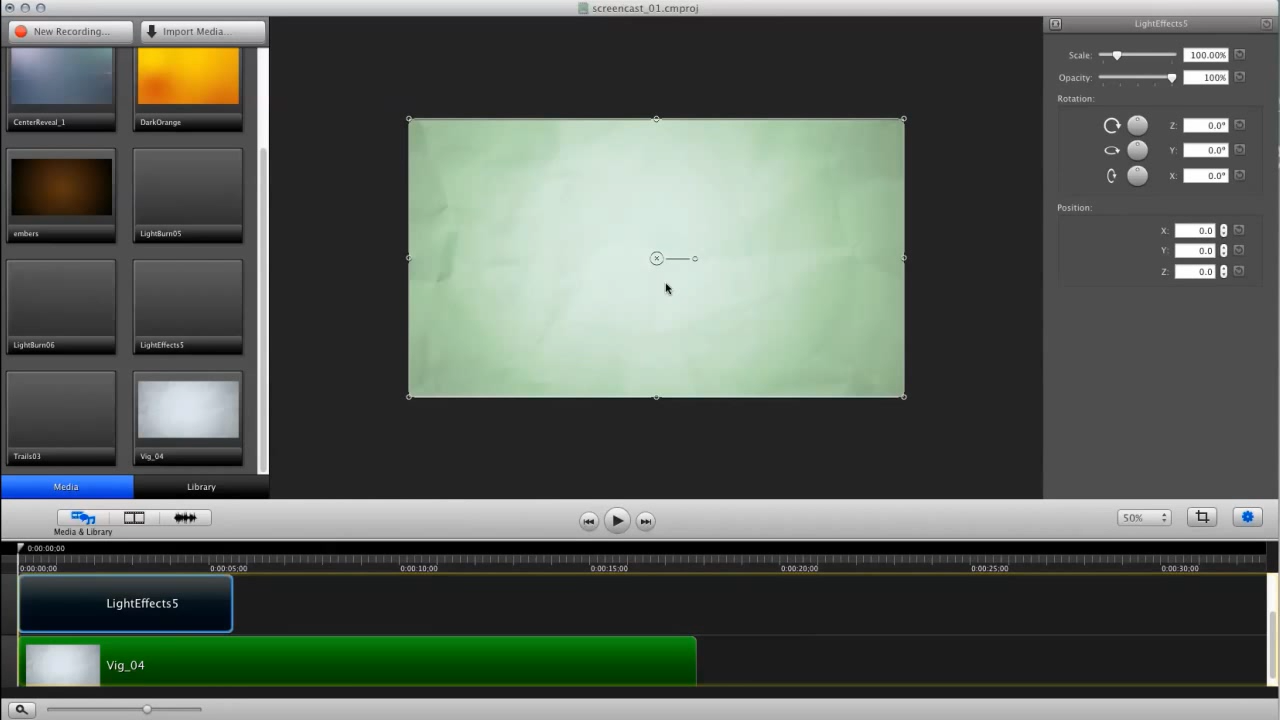 screencast_01.cmproj
New Recording...
Import Media...
LightEffects5
CenterReveal_1
DarkOrange
embers
LightBurn05
LightBurn06
LightEffects5
Trails03
Vig_04
Media
Library
Scale:
100.00%
Opacity:
100%
Rotation:
Z:
0.0°
Y:
0.0°
X:
0.0°
Position:
X:
0.0
Y:
0.0
Z:
0.0
Media & Library
50%
0:00:00;00
0:00:00;00
0:00:05;00
0:00:10;00
0:00:15;00
0:00:20;00
0:00:25;00
0:00:30;00
LightEffects5
Vig_04